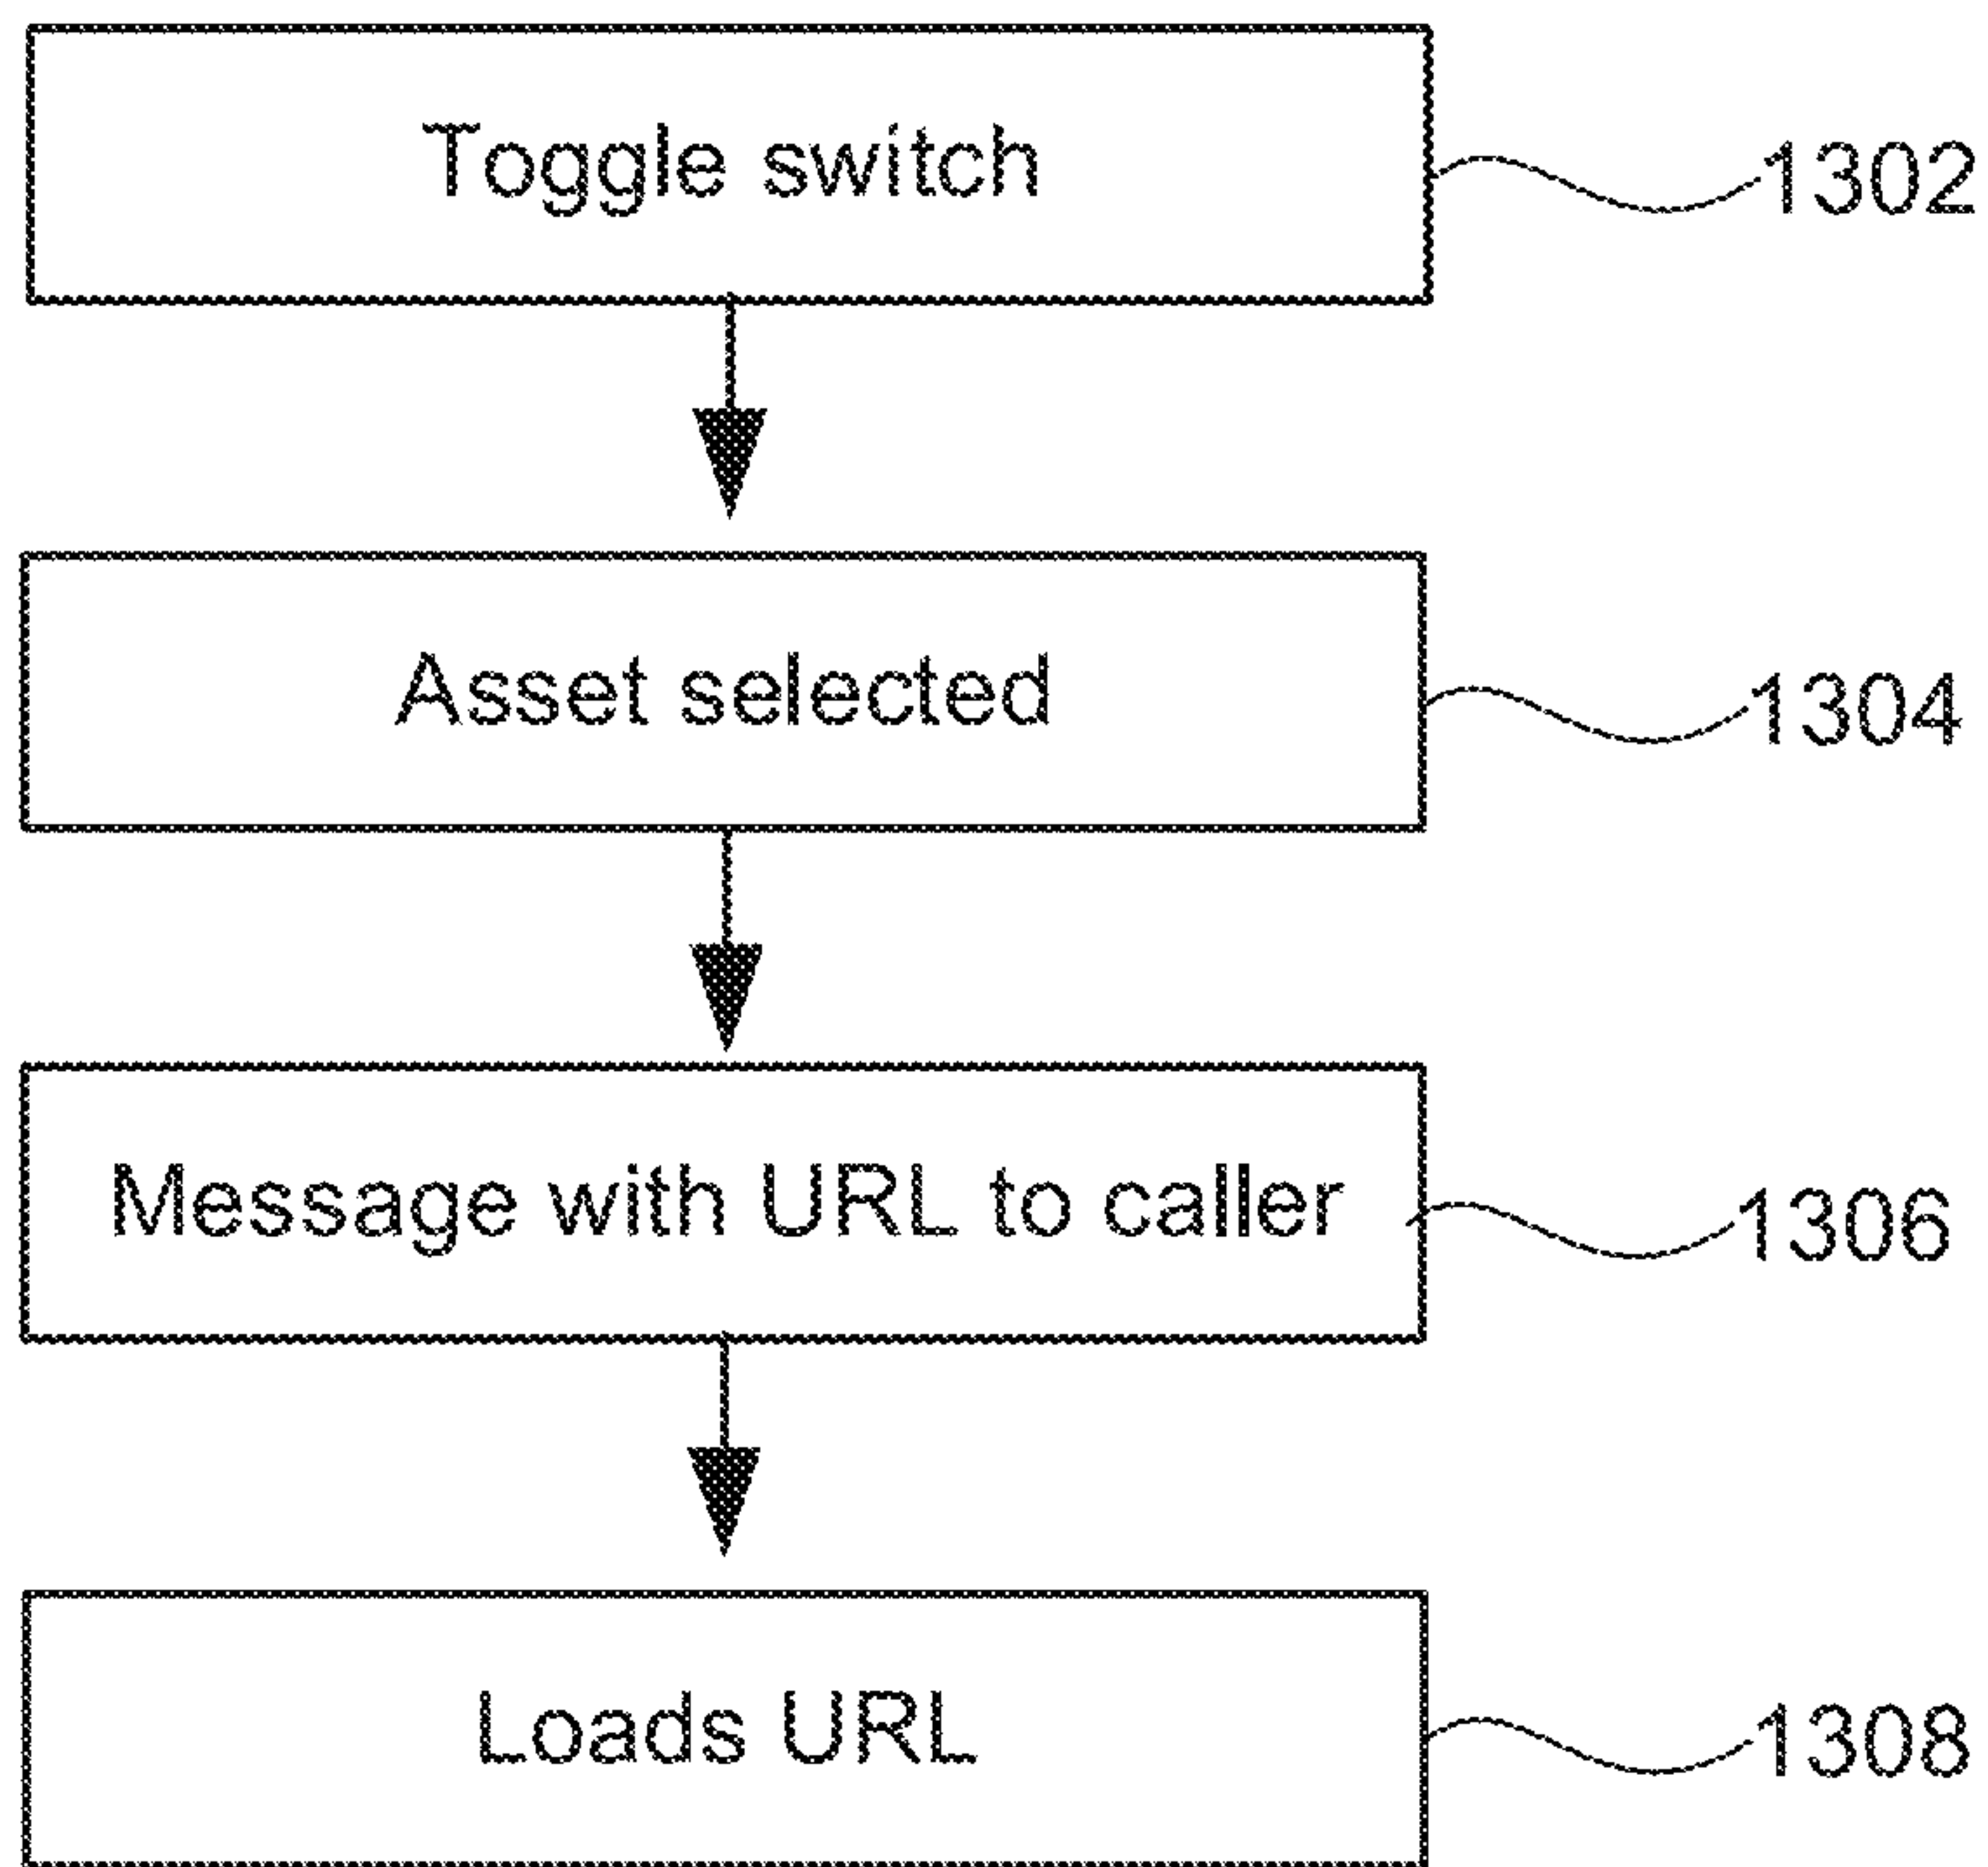 Toggle switch
1302
Asset selected
1304
Message with URL to caller
1306
Loads URL
1308